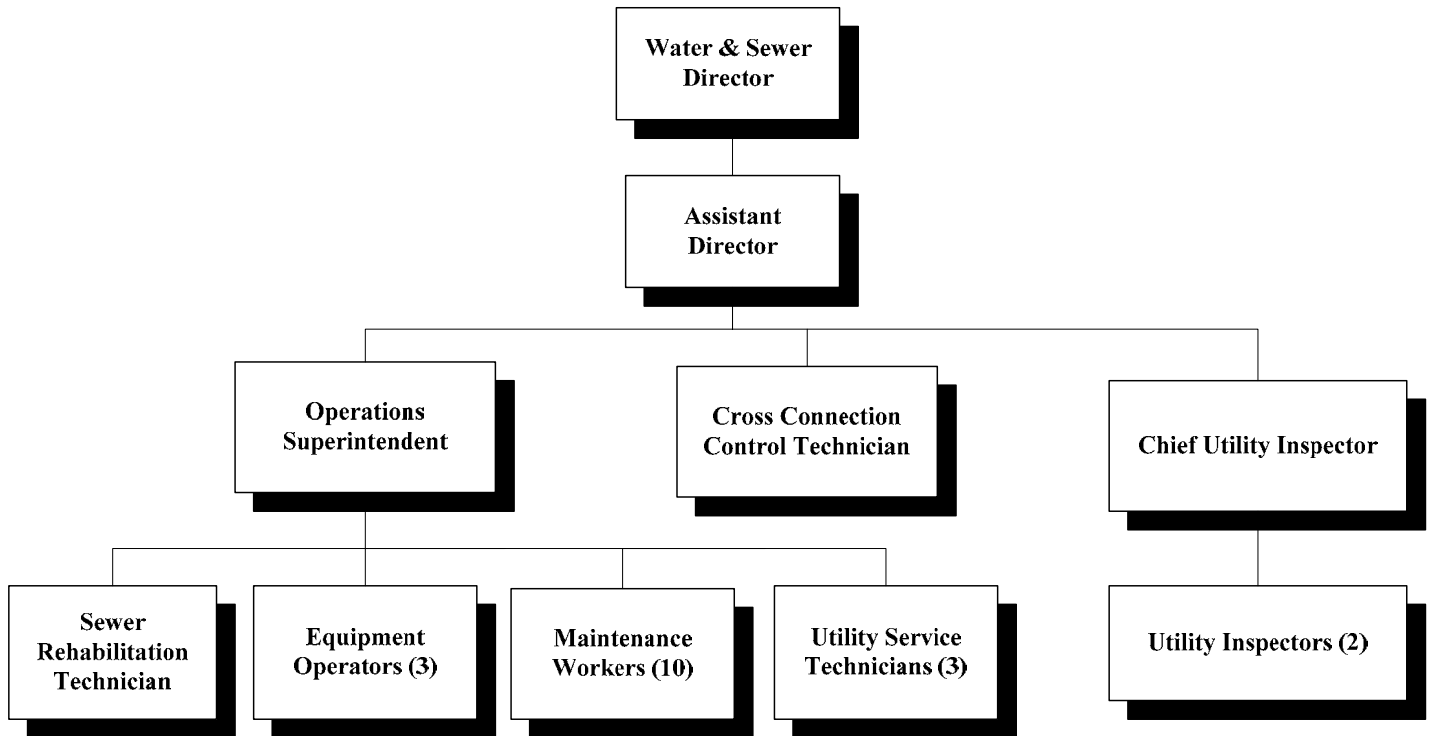 Water & Sewer
Director
Assistant
Director
Operations
Superintendent
Cross Connection
Control Technician
Chief Utility Inspector
Sewer
Rehabilitation
Technician
Equipment
Operators (3)
Maintenance
Workers (10)
Utility Service
Technicians (3)
Utility Inspectors (2)